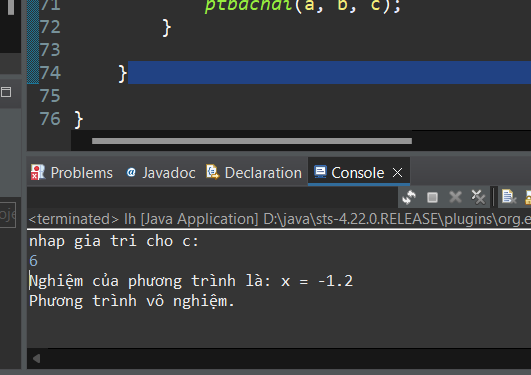 71 ptbachai(a, b, c);
72 }
73
74 }
75
76 }
Problems @ Javadoc Declaration Console
<terminated> lh [Java Application] D:\java\sts-4.22.0.RELEASE\plugins\org.e
nhap gia tri cho c:
6
Nghiệm của phương trình là: x = -1.2
Phương trình vô nghiệm.